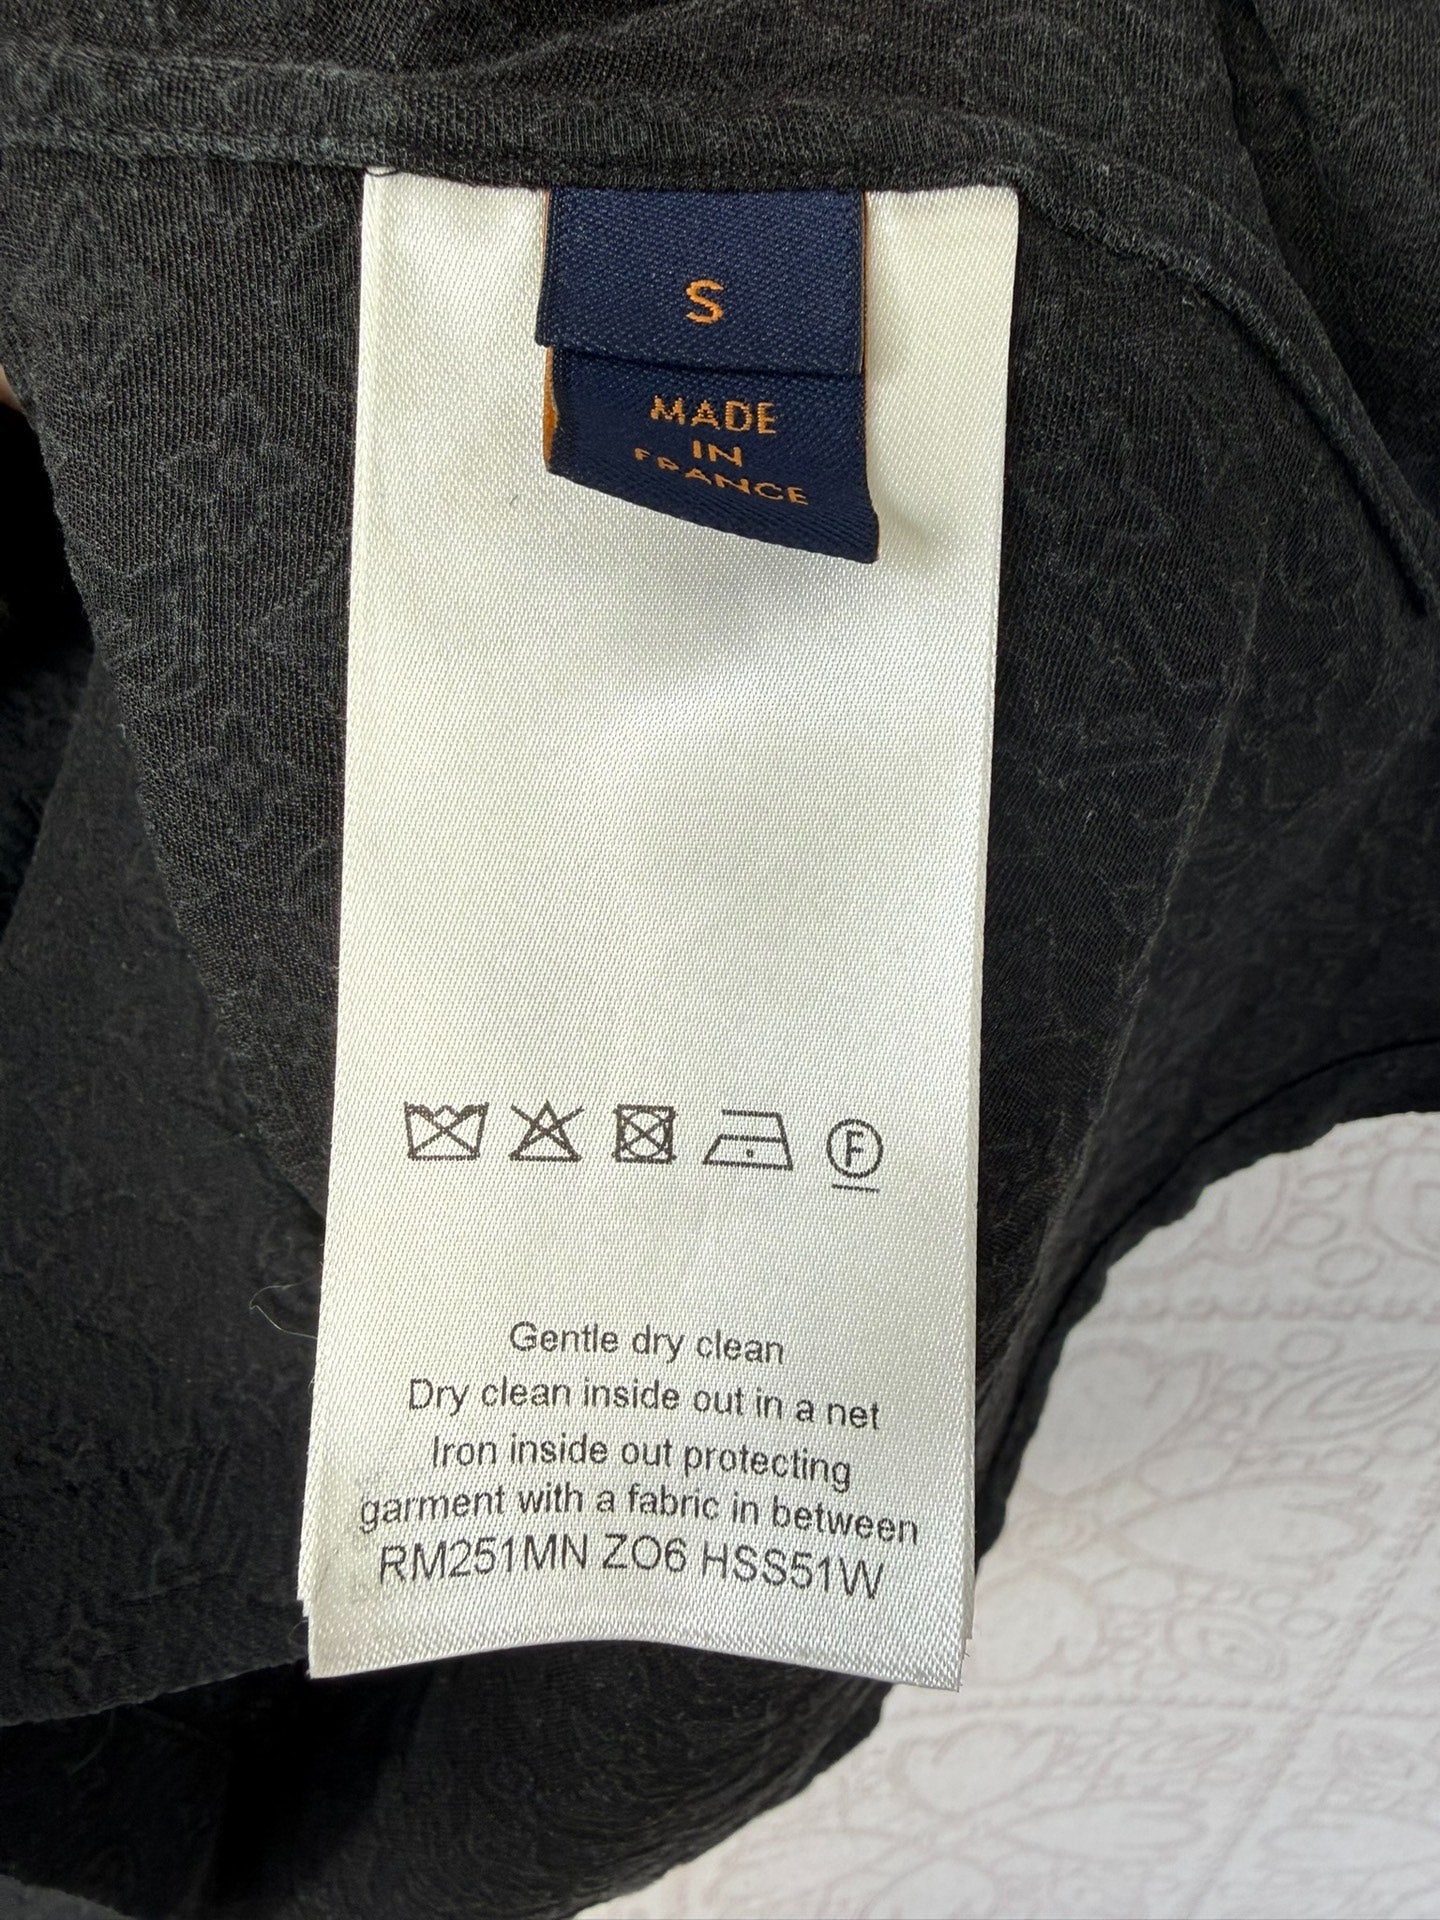 S
MADE
IN
FRANCE
F
Gentle dry clean
Dry clean inside out in a net
Iron inside out protecting
garment with a fabric in between
RM251MN ZO6 HSS51W